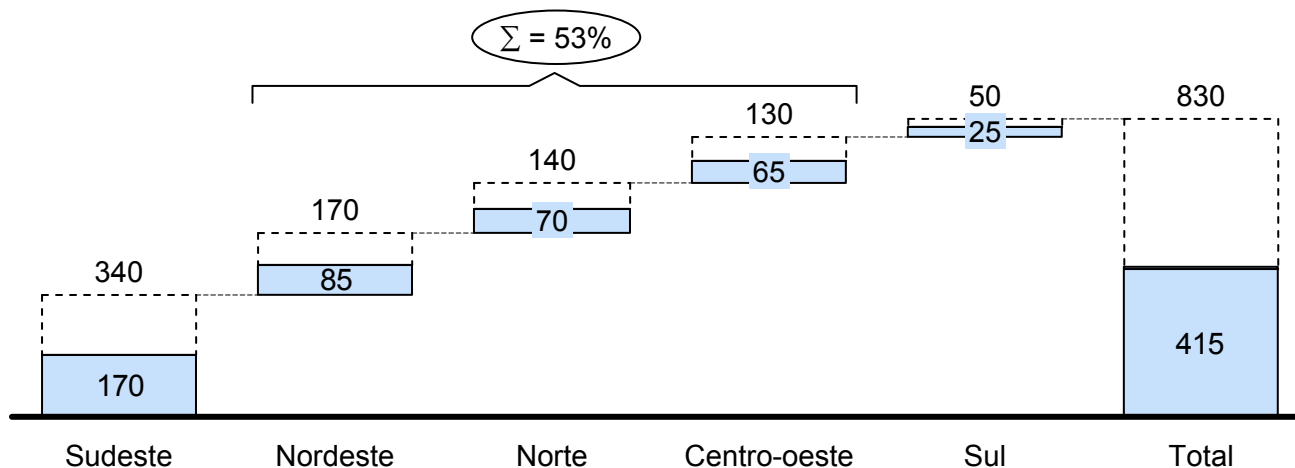 ∑ = 53%
340
170
140
130
50
830
170
85
70
65
25
415
Sudeste
Nordeste
Norte
Centro-oeste
Sul
Total